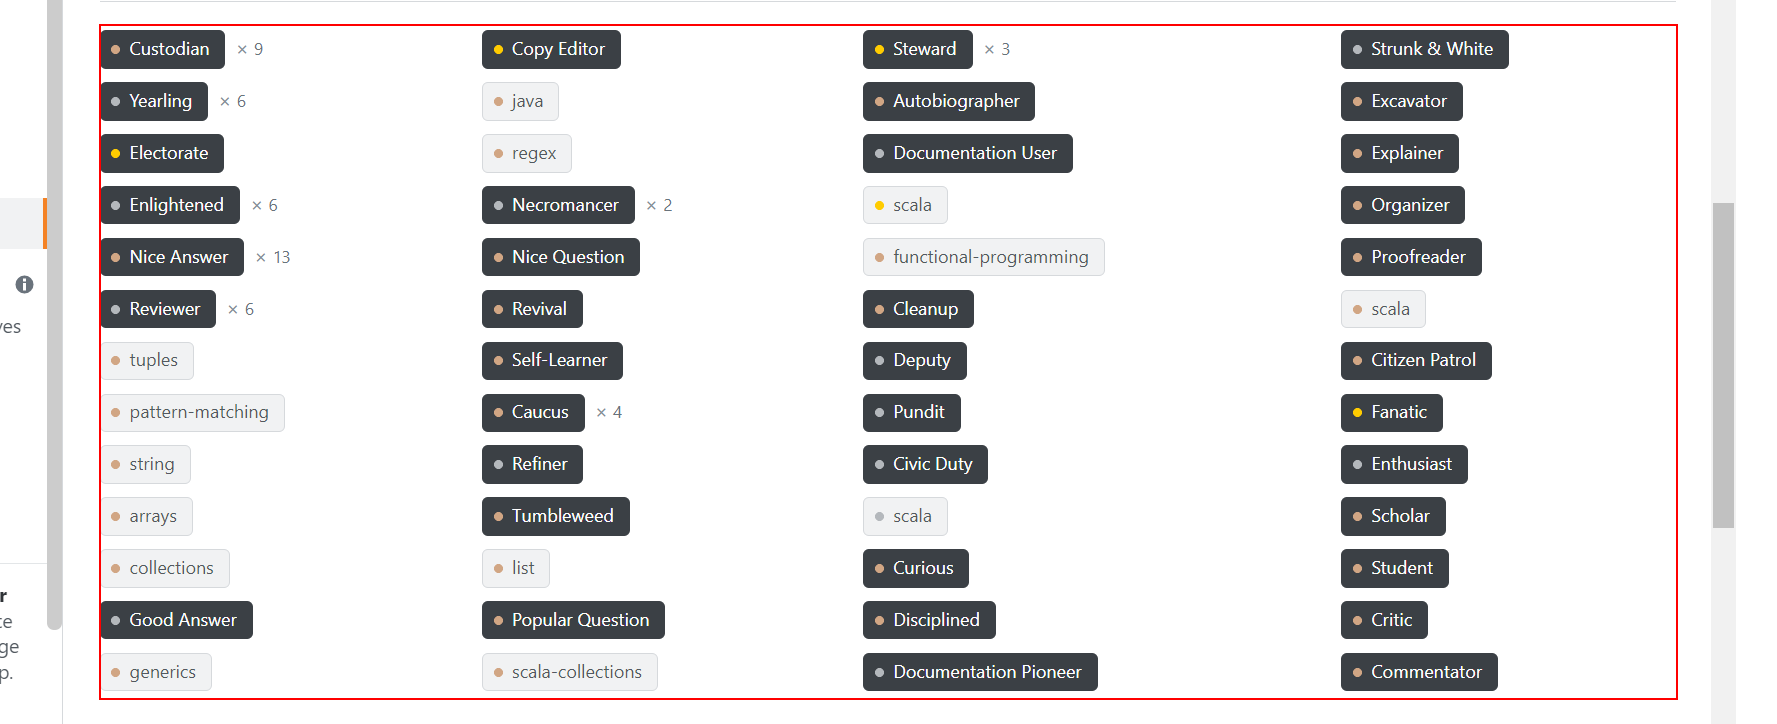 Custodian × 9 Copy Editor Steward × 3 Strunk & White
Yearling × 6 java Autobiographer Excavator
Electorate regex Documentation User Explainer
Enlightened × 6 Necromancer × 2 scala Organizer
Nice Answer × 13 Nice Question functional-programming Proofreader
Reviewer × 6 Revival Cleanup scala
ves
tuples Self-Learner Deputy Citizen Patrol
pattern-matching Caucus × 4 Pundit Fanatic
string Refiner Civic Duty Enthusiast
arrays Tumbleweed scala Scholar
collections list Curious Student
r
ce Good Answer Popular Question Disciplined Critic
ge
p. generics scala-collections Documentation Pioneer Commentator